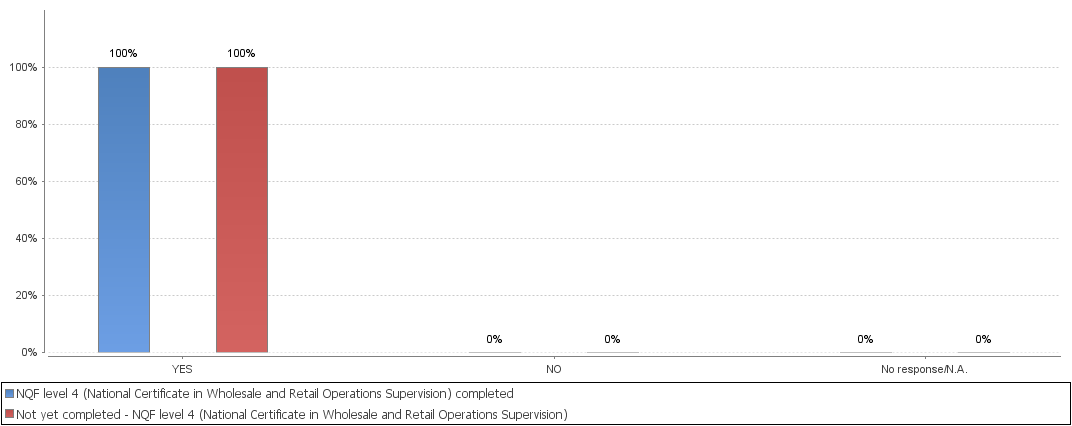 100% 100%
100%
80%
60%
40%
20%
0% 0% 0% 0%
0%
YES NO No response/N.A.
NQF level 4 (National Certificate in Wholesale and Retail Operations Supervision) completed
Not yet completed - NQF level 4 (National Certificate in Wholesale and Retail Operations Supervision)